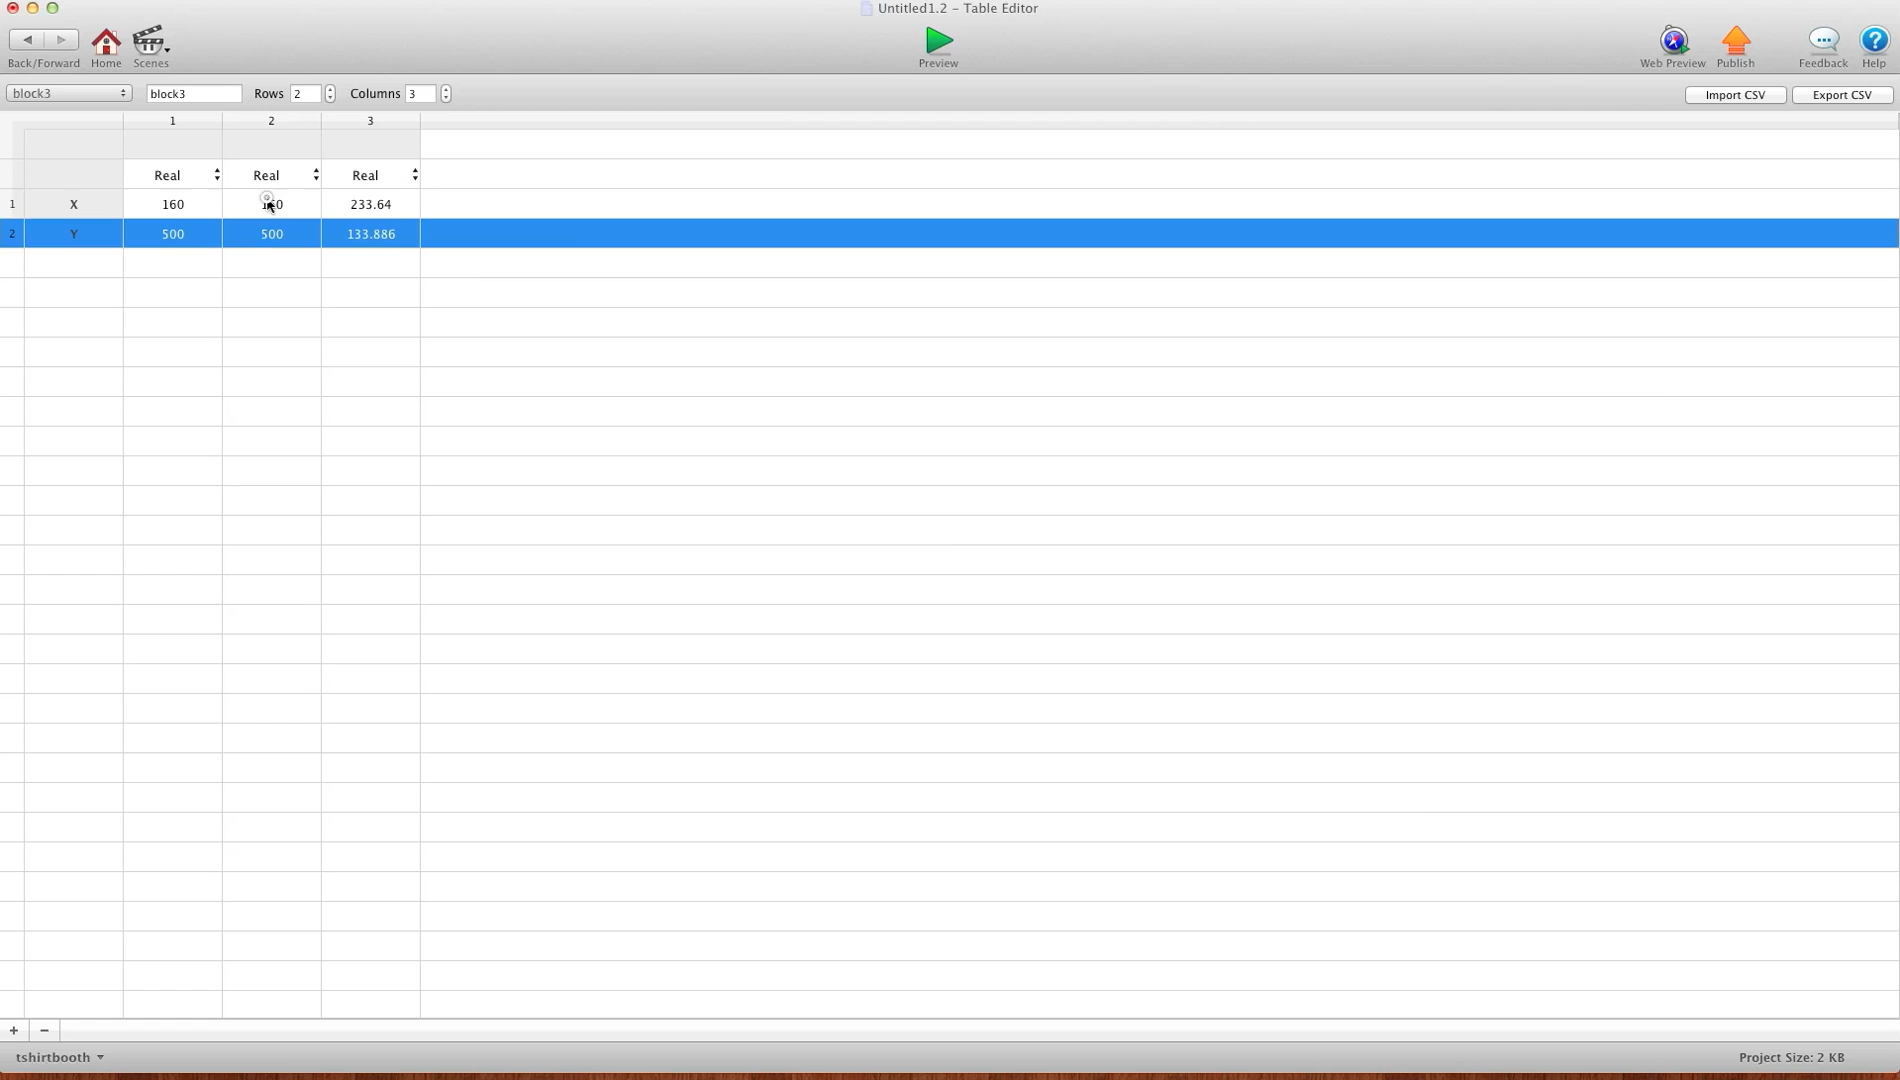 Untitled1.2 – Table Editor
Back/Forward Home Scenes Preview Web Preview Publish Feedback Help
block3 block3 Rows 2 Columns 3 Import CSV Export CSV
1 2 3
Real Real Real
1 X 160 233.64
2 Y 500 500 133.886
+ −
tshirtbooth Project Size: 2 KB